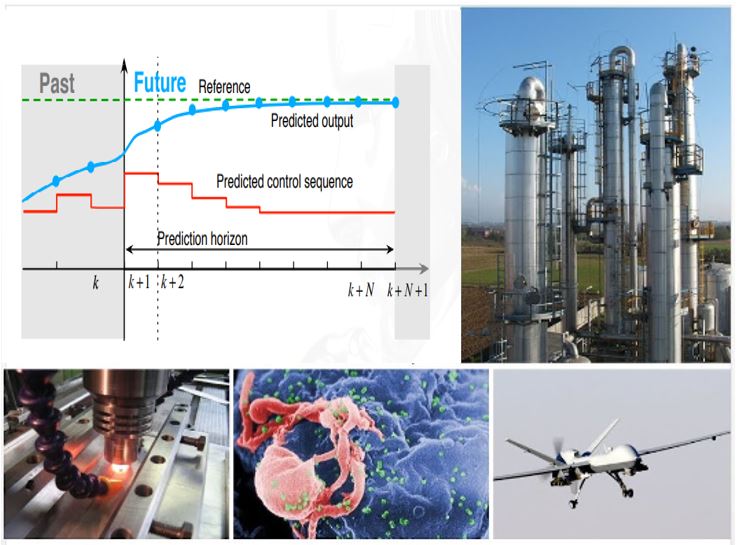 Past
Future
Reference
Predicted output
Predicted control sequence
Prediction horizon
k
k+1
k+2
k+N
k+N+1